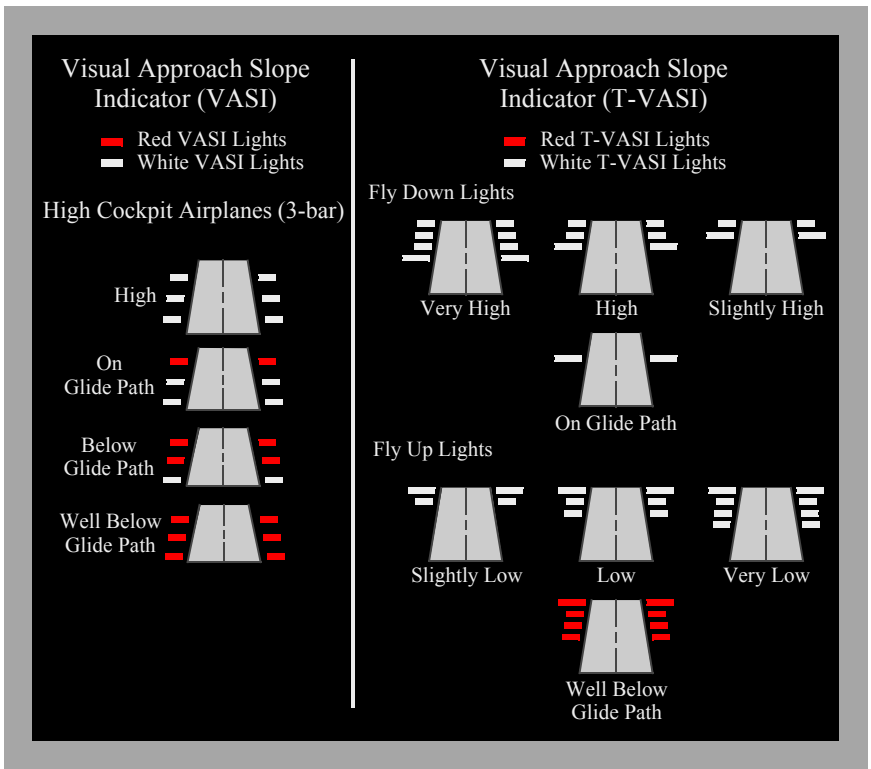 Visual Approach Slope
Indicator (VASI)
Red VASI Lights
White VASI Lights
High Cockpit Airplanes (3-bar)
High
On
Glide Path
Below
Glide Path
Well Below
Glide Path
Visual Approach Slope
Indicator (T-VASI)
Red T-VASI Lights
White T-VASI Lights
Fly Down Lights
Very High
High
Slightly High
On Glide Path
Fly Up Lights
Slightly Low
Low
Very Low
Well Below
Glide Path